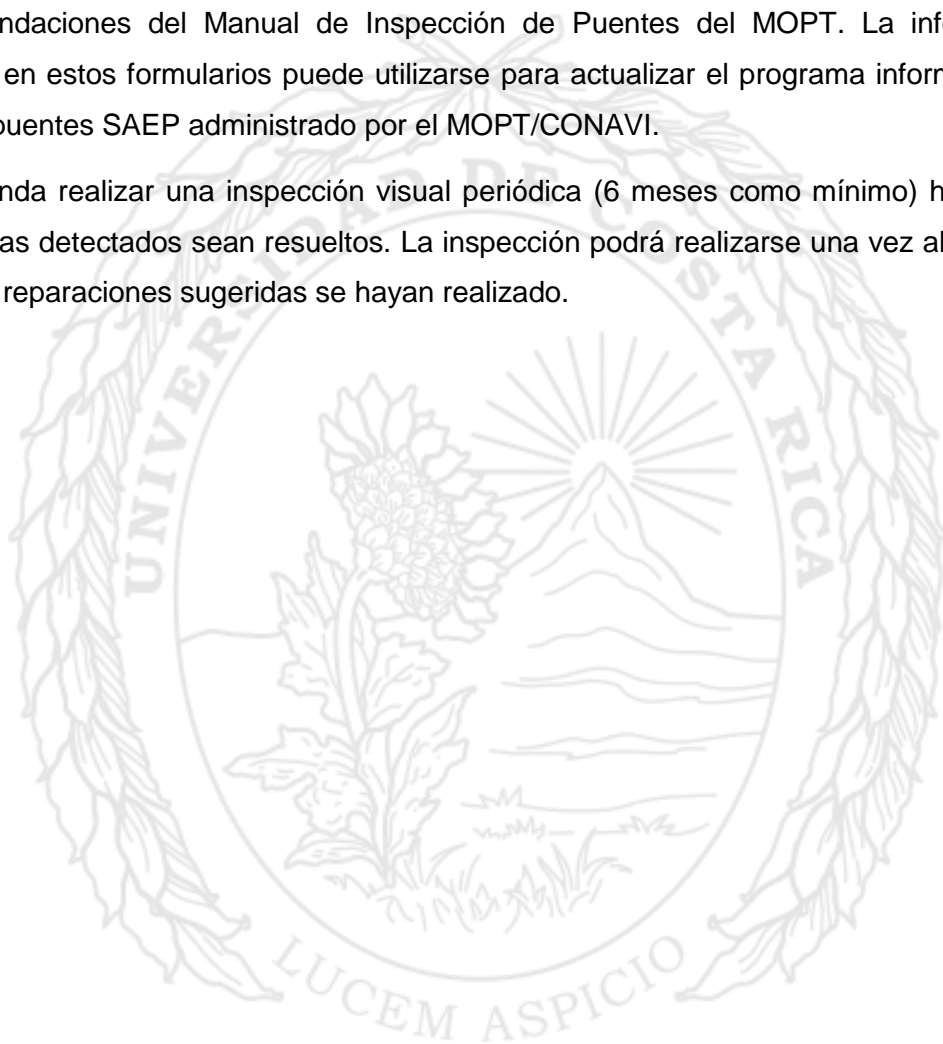 ndaciones del Manual de Inspección de Puentes del MOPT. La infor
en estos formularios puede utilizarse para actualizar el programa inform
puentes SAEP administrado por el MOPT/CONAVI.
nda realizar una inspección visual periódica (6 meses como mínimo) h
as detectados sean resueltos. La inspección podrá realizarse una vez al
reparaciones sugeridas se hayan realizado.
UNIVERSIDAD DE COSTA RICA
LUCEM ASPICIO